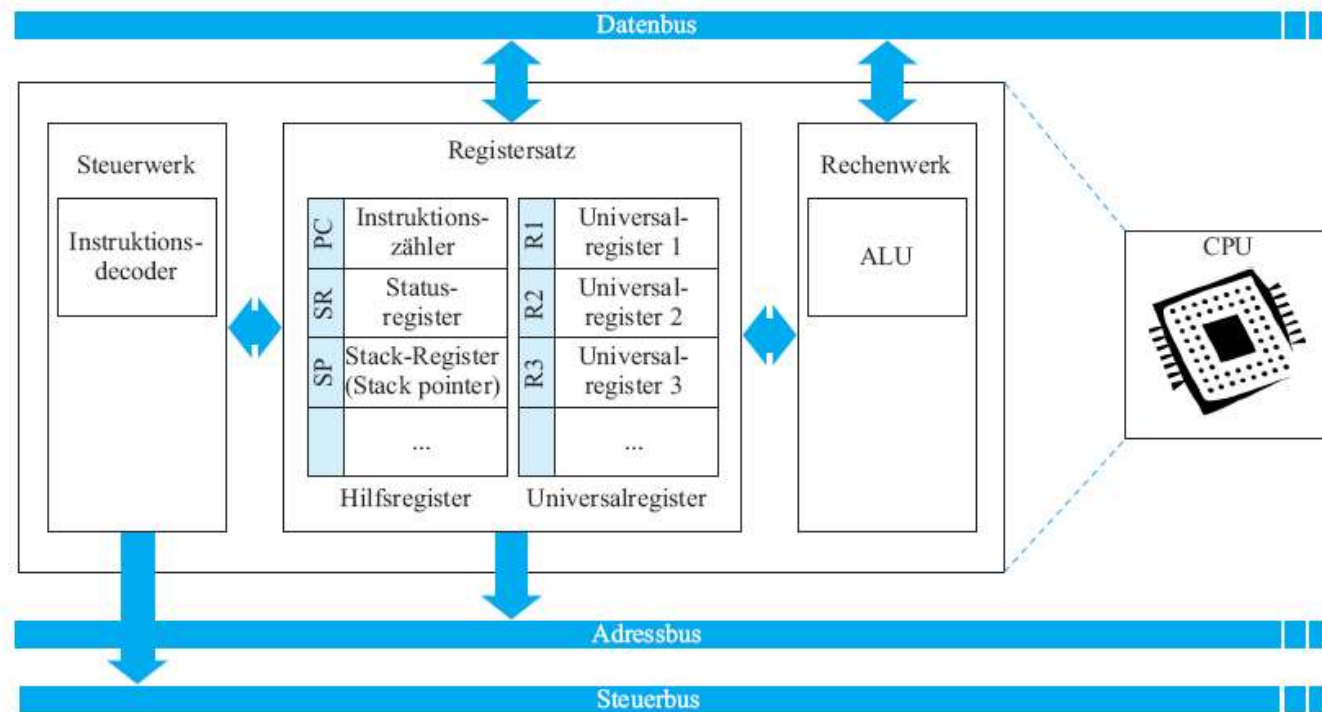 Datenbus
Steuerwerk
Instruktions-
decoder
Registersatz
PC
Instruktions-
zähler
SR
Status-
register
SP
Stack-Register
(Stack pointer)
...
Hilfsregister
R1
Universal-
register 1
R2
Universal-
register 2
R3
Universal-
register 3
...
Universalregister
Rechenwerk
ALU
CPU
Adressbus
Steuerbus